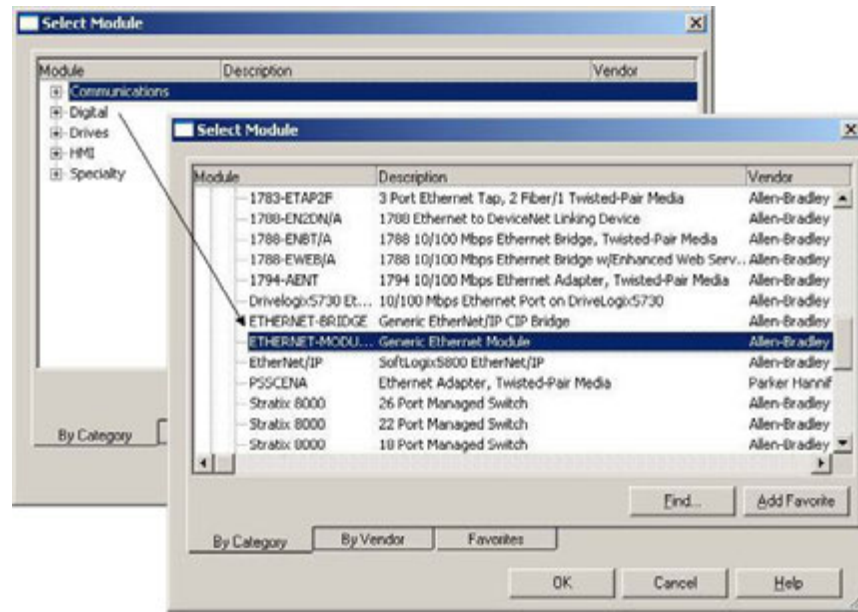 Select Module
Module Description Vendor
Communications
Digital
Drives
HMI
Specialty
By Category
Select Module
Module Description Vendor
1783-ETAP2F 3 Port Ethernet Tap, 2 Fiber/1 Twisted-Pair Media Allen-Bradley
1788-EN2DN/A 1788 Ethernet to DeviceNet Linking Device Allen-Bradley
1788-ENBT/A 1788 10/100 Mbps Ethernet Bridge, Twisted-Pair Media Allen-Bradley
1788-EWEB/A 1788 10/100 Mbps Ethernet Bridge w/Enhanced Web Serv... Allen-Bradley
1794-AENT 1794 10/100 Mbps Ethernet Adapter, Twisted-Pair Media Allen-Bradley
DriveLogix5730 Et... 10/100 Mbps Ethernet Port on DriveLogix5730 Allen-Bradley
ETHERNET-BRIDGE Generic EtherNet/IP CIP Bridge Allen-Bradley
ETHERNET-MODU... Generic Ethernet Module Allen-Bradley
EtherNet/IP SoftLogix5800 EtherNet/IP Allen-Bradley
PSSCENA Ethernet Adapter, Twisted-Pair Media Parker Hannif
Stratix 8000 26 Port Managed Switch Allen-Bradley
Stratix 8000 22 Port Managed Switch Allen-Bradley
Stratix 8000 18 Port Managed Switch Allen-Bradley
Find... Add Favorite
By Category By Vendor Favorites
OK Cancel Help